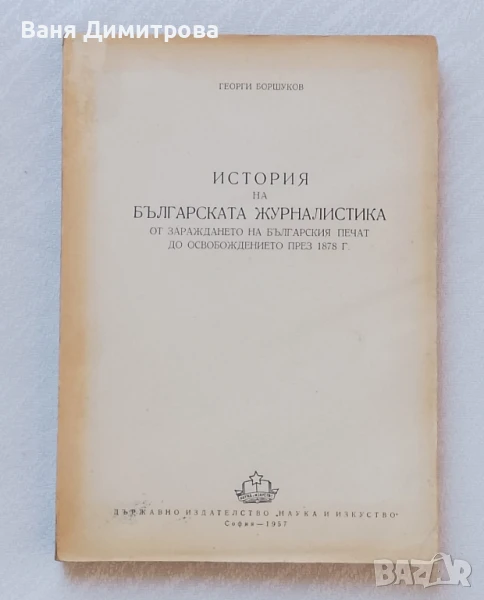 Ваня Димитрова
ГЕОРГИ БОРШУКОВ
ИСТОРИЯ
НА
БЪЛГАРСКАТА ЖУРНАЛИСТИКА
ОТ ЗАРАЖДАНЕТО НА БЪЛГАРСКИЯ ПЕЧАТ
ДО ОСВОБОЖДЕНИЕТО ПРЕЗ 1878 Г.
ДЪРЖАВНО ИЗДАТЕЛСТВО „НАУКА И ИЗКУСТВО“
София—1957
BAZAR